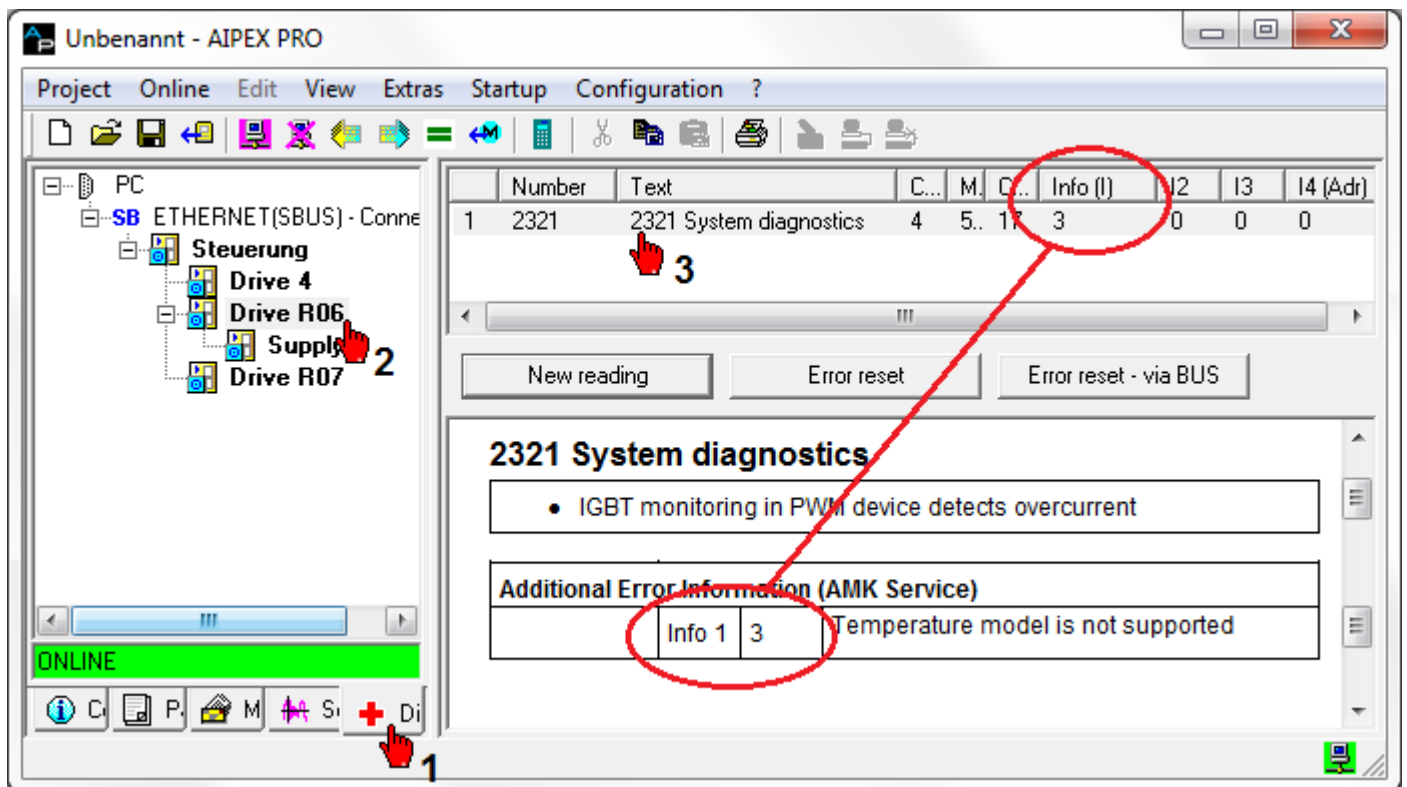 Unbenannt - AIPEX PRO
Project Online Edit View Extras Startup Configuration ?
PC
SB ETHERNET(SBUS) - Conne
Steuerung
Drive 4
Drive R06
Supply
2
Drive R07
ONLINE
C P. M S Di
1
Number Text C... M. C... Info (I) I2 I3 I4 (Adr)
1 2321 2321 System diagnostics 4 5.. 17 3 0 0 0
3
New reading Error reset Error reset - via BUS
2321 System diagnostics
• IGBT monitoring in PWM device detects overcurrent
Additional Error Information (AMK Service)
Info 1 3 Temperature model is not supported